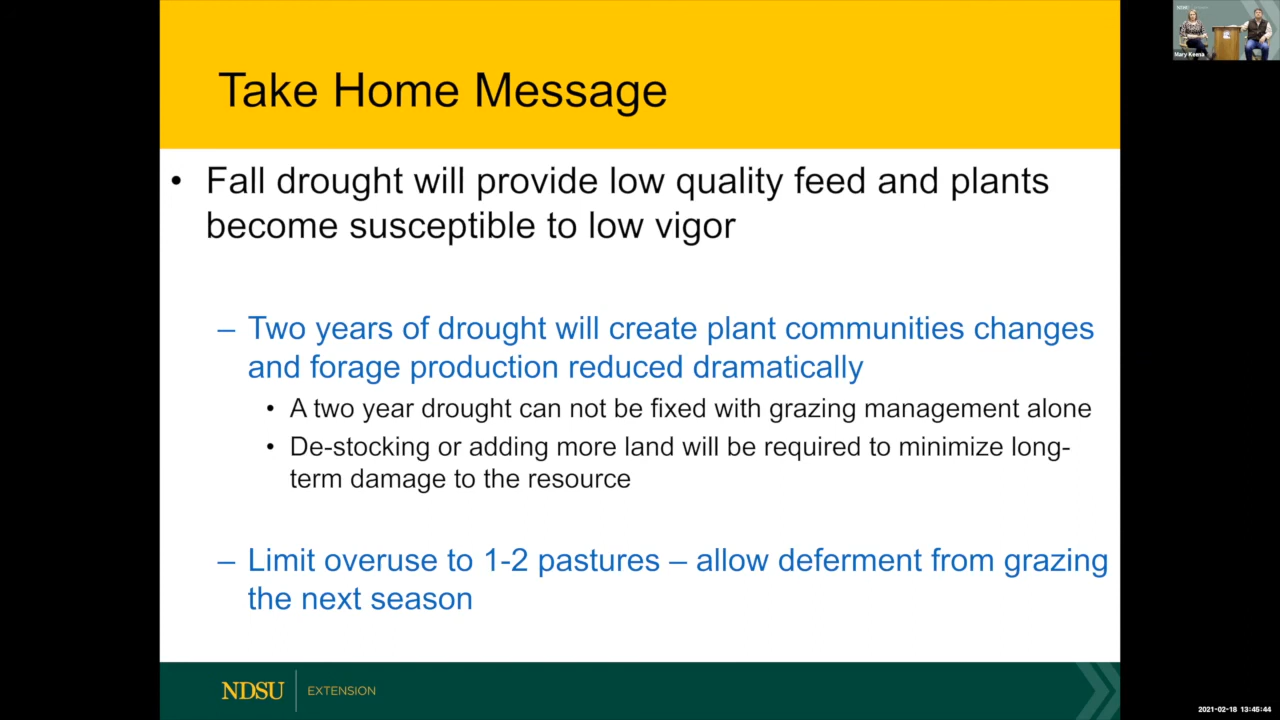 Take Home Message
• Fall drought will provide low quality feed and plants
become susceptible to low vigor
– Two years of drought will create plant communities changes
and forage production reduced dramatically
• A two year drought can not be fixed with grazing management alone
• De-stocking or adding more land will be required to minimize long-
term damage to the resource
– Limit overuse to 1-2 pastures – allow deferment from grazing
the next season
NDSU EXTENSION
NDSU
Mary Keena
2021-02-18 13:45:44